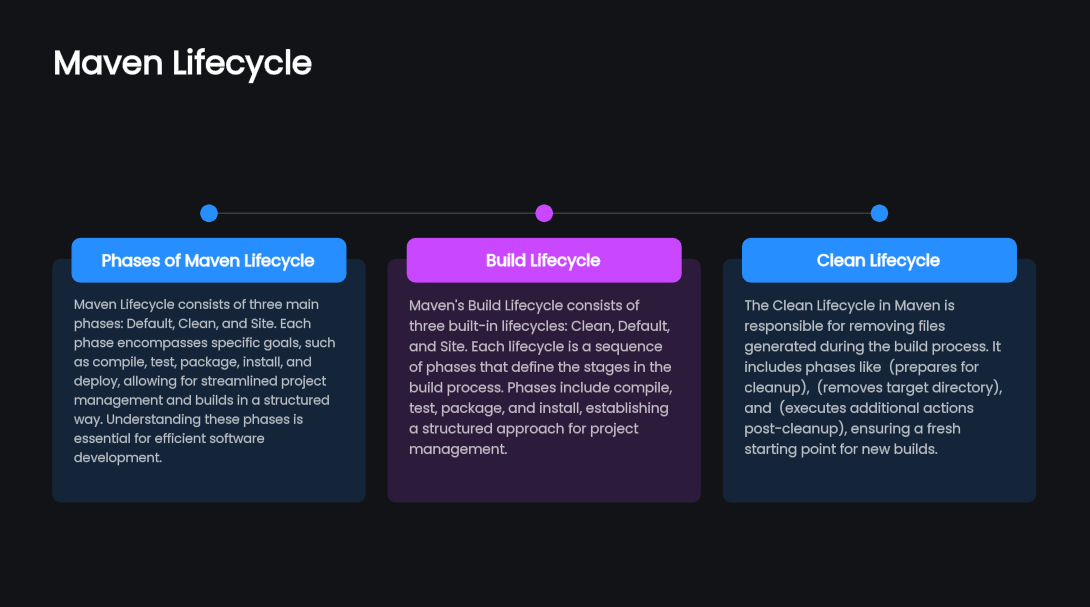 Maven Lifecycle
Phases of Maven Lifecycle
Maven Lifecycle consists of three main
phases: Default, Clean, and Site. Each
phase encompasses specific goals, such
as compile, test, package, install, and
deploy, allowing for streamlined project
management and builds in a structured
way. Understanding these phases is
essential for efficient software
development.
Build Lifecycle
Maven's Build Lifecycle consists of
three built-in lifecycles: Clean, Default,
and Site. Each lifecycle is a sequence
of phases that define the stages in the
build process. Phases include compile,
test, package, and install, establishing
a structured approach for project
management.
Clean Lifecycle
The Clean Lifecycle in Maven is
responsible for removing files
generated during the build process. It
includes phases like  (prepares for
cleanup),  (removes target directory),
and  (executes additional actions
post-cleanup), ensuring a fresh
starting point for new builds.